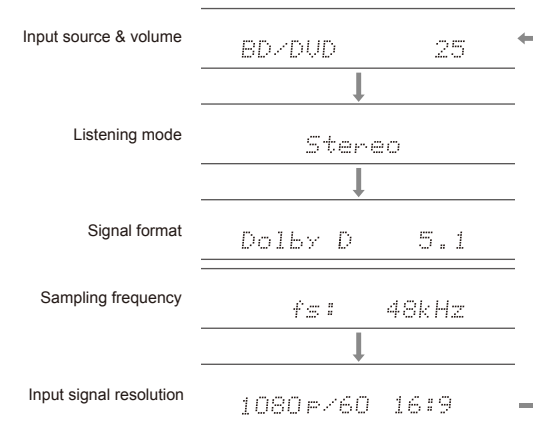 Input source & volume
BD/DVD 25
Listening mode
Stereo
Signal format
Dolby D 5.1
Sampling frequency
fs: 48kHz
Input signal resolution
1080p/60 16:9